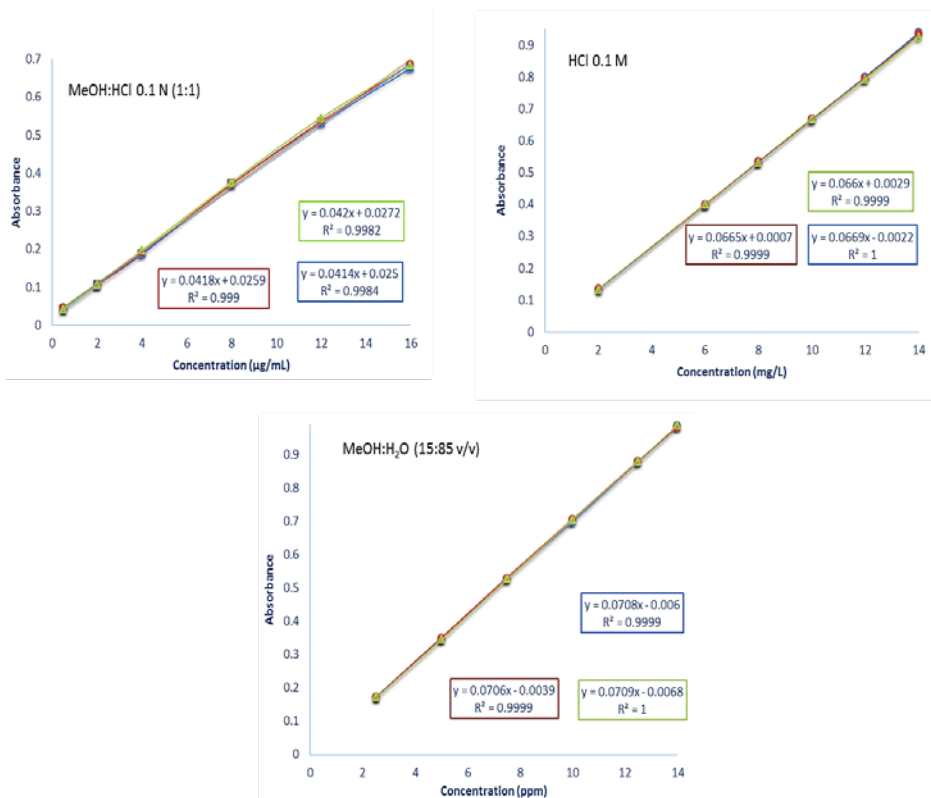 MeOH:HCl 0.1 N (1:1)
0.7
0.6
0.5
0.4
0.3
0.2
0.1
0
Absorbance
y = 0.042x + 0.0272
R² = 0.9982
y = 0.0418x + 0.0259
R² = 0.999
y = 0.0414x + 0.025
R² = 0.9984
0 2 4 6 8 10 12 14 16
Concentration (µg/mL)
HCl 0.1 M
0.9
0.8
0.7
0.6
0.5
0.4
0.3
0.2
0.1
0
Absorbance
y = 0.066x + 0.0029
R² = 0.9999
y = 0.0665x + 0.0007
R² = 0.9999
y = 0.0669x - 0.0022
R² = 1
0 2 4 6 8 10 12 14
Concentration (mg/L)
MeOH:H₂O (15:85 v/v)
0.9
0.8
0.7
0.6
0.5
0.4
0.3
0.2
0.1
0
Absorbance
y = 0.0708x - 0.006
R² = 0.9999
y = 0.0706x - 0.0039
R² = 0.9999
y = 0.0709x - 0.0068
R² = 1
0 2 4 6 8 10 12 14
Concentration (ppm)